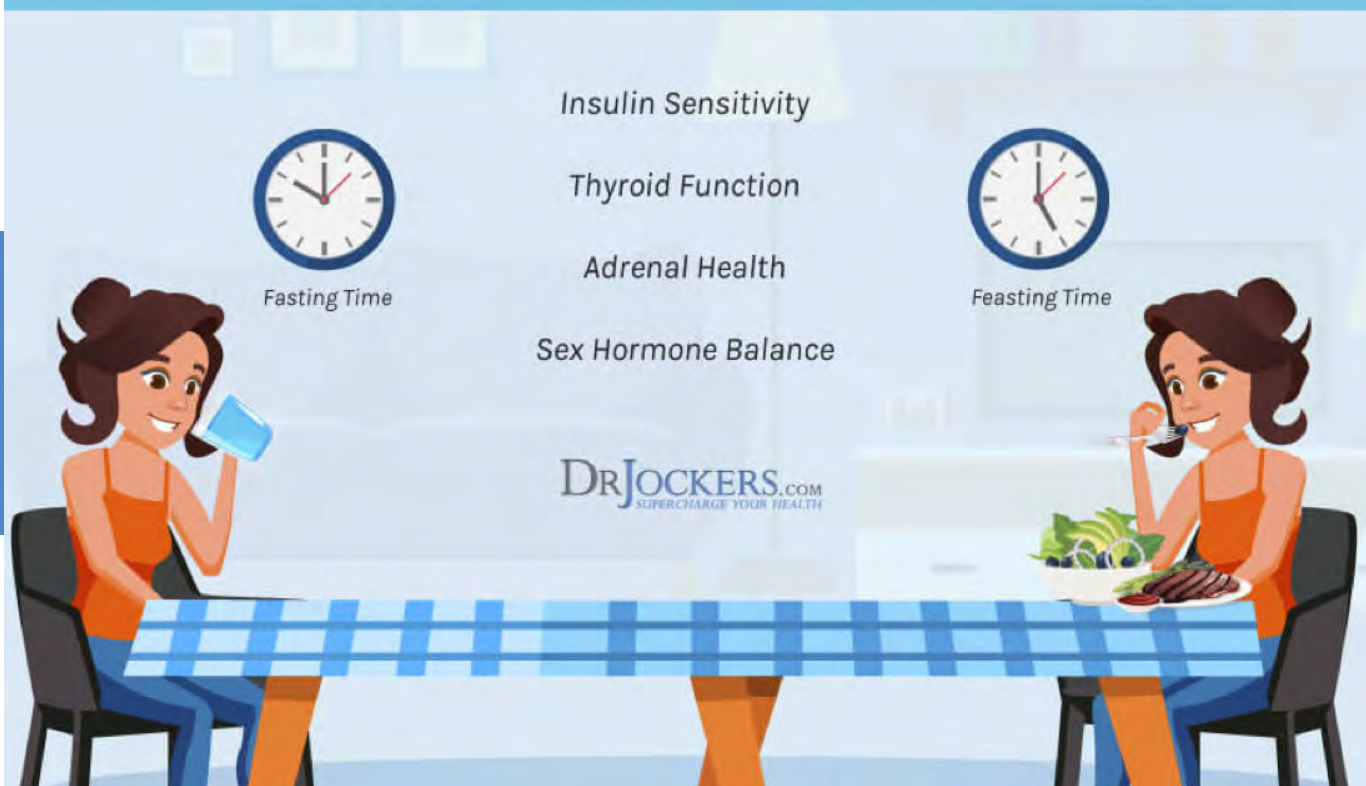 Insulin Sensitivity
Thyroid Function
Adrenal Health
Sex Hormone Balance
Fasting Time
Feasting Time
DRJOCKERS.COM
SUPERCHARGE YOUR HEALTH